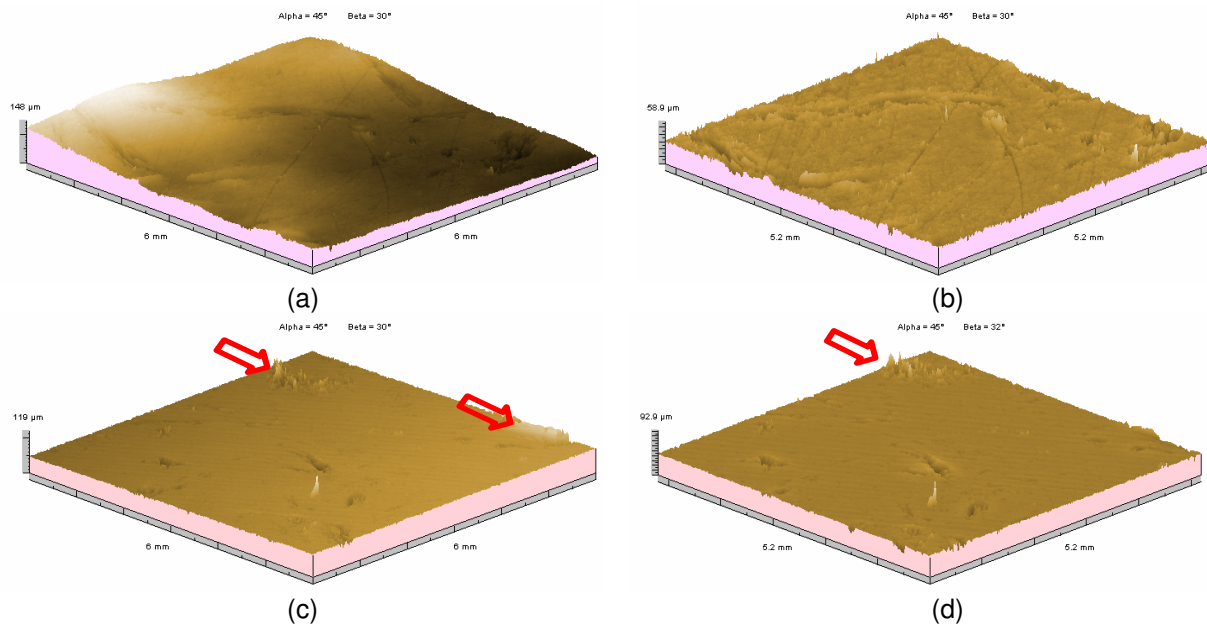 Alpha = 45° Beta = 30°
148 µm
6 mm
6 mm
(a)
Alpha = 45° Beta = 30°
58.9 µm
5.2 mm
5.2 mm
(b)
Alpha = 45° Beta = 30°
119 µm
6 mm
6 mm
(c)
Alpha = 45° Beta = 32°
92.9 µm
5.2 mm
5.2 mm
(d)